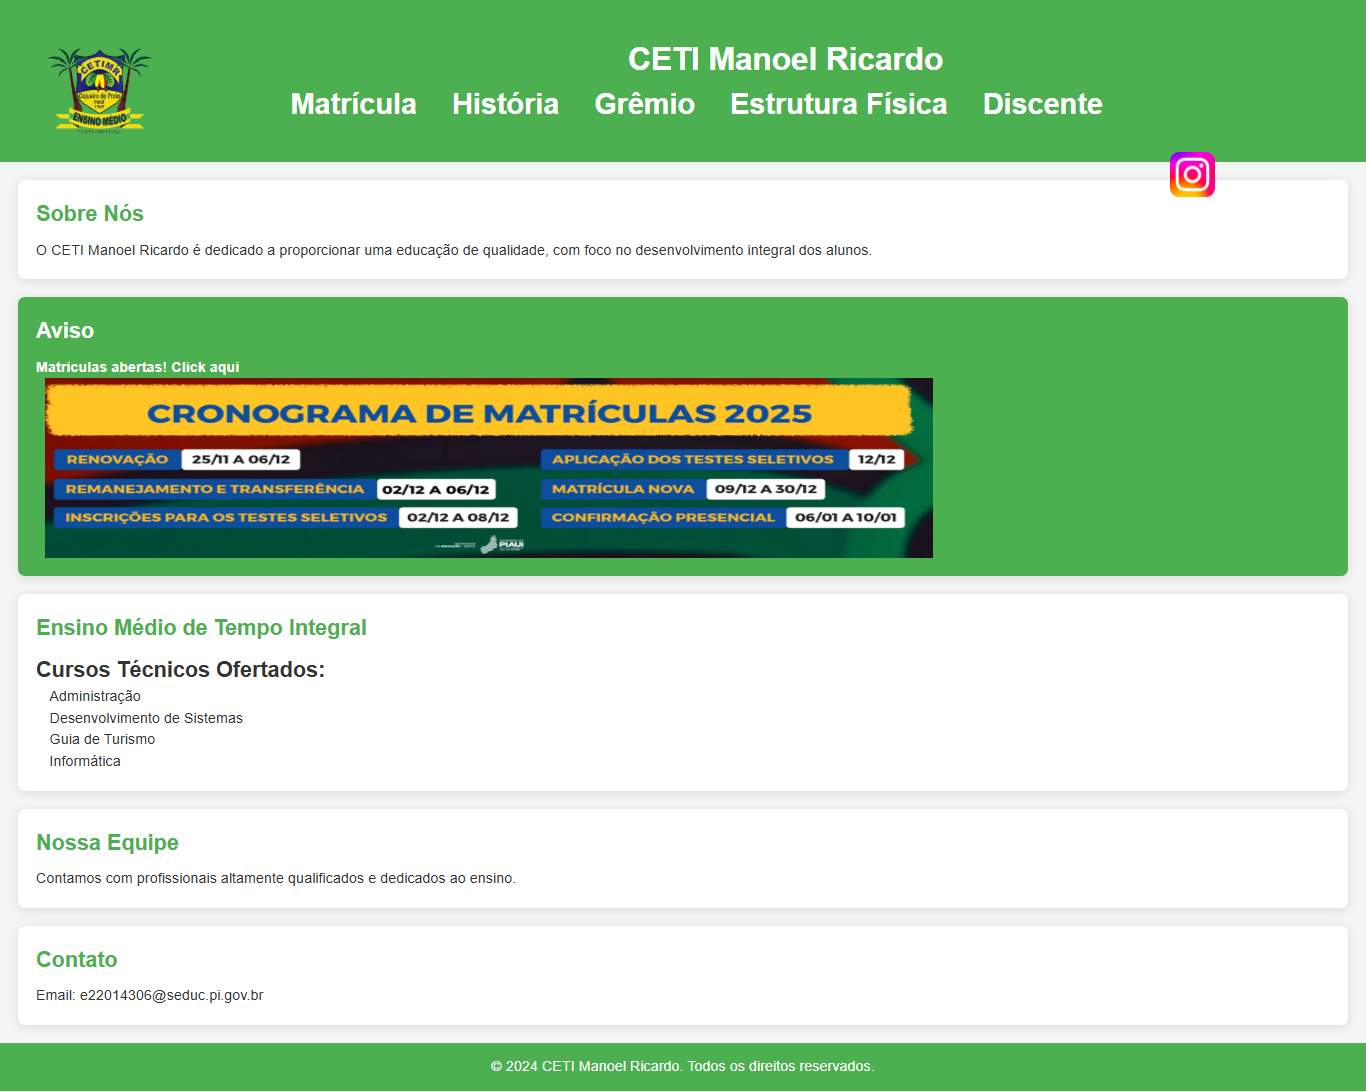 CETIMR
Cajueiro da Praia
PIAUÍ
ENSINO MÉDIO
TEMPO INTEGRAL
CETI Manoel Ricardo
Matrícula História Grêmio Estrutura Física Discente
Sobre Nós
O CETI Manoel Ricardo é dedicado a proporcionar uma educação de qualidade, com foco no desenvolvimento integral dos alunos.
Aviso
Matriculas abertas! Click aqui
CRONOGRAMA DE MATRÍCULAS 2025
RENOVAÇÃO 25/11 A 06/12
REMANEJAMENTO E TRANSFERÊNCIA 02/12 A 06/12
INSCRIÇÕES PARA OS TESTES SELETIVOS 02/12 A 08/12
APLICAÇÃO DOS TESTES SELETIVOS 12/12
MATRÍCULA NOVA 09/12 A 30/12
CONFIRMAÇÃO PRESENCIAL 06/01 A 10/01
PIAUÍ
Ensino Médio de Tempo Integral
Cursos Técnicos Ofertados:
Administração
Desenvolvimento de Sistemas
Guia de Turismo
Informática
Nossa Equipe
Contamos com profissionais altamente qualificados e dedicados ao ensino.
Contato
Email: e22014306@seduc.pi.gov.br
© 2024 CETI Manoel Ricardo. Todos os direitos reservados.